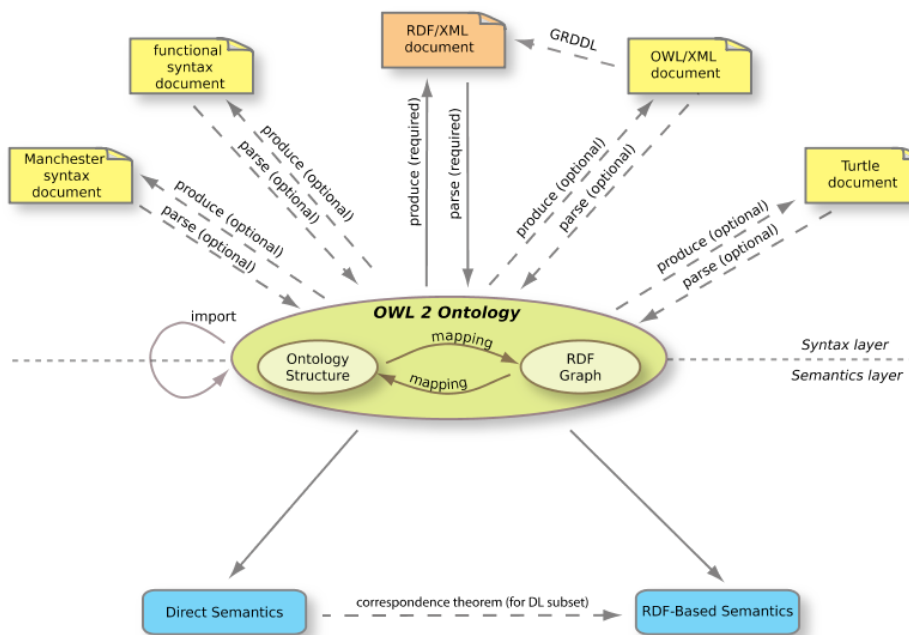 RDF/XML
document
GRDDL
functional
syntax
document
OWL/XML
document
Manchester
syntax
document
Turtle
document
produce (optional)
parse (optional)
produce (optional)
parse (optional)
produce (required)
parse (required)
produce (optional)
parse (optional)
produce (optional)
parse (optional)
import
OWL 2 Ontology
mapping
Ontology
Structure
RDF
Graph
mapping
Syntax layer
Semantics layer
Direct Semantics
correspondence theorem (for DL subset)
RDF-Based Semantics